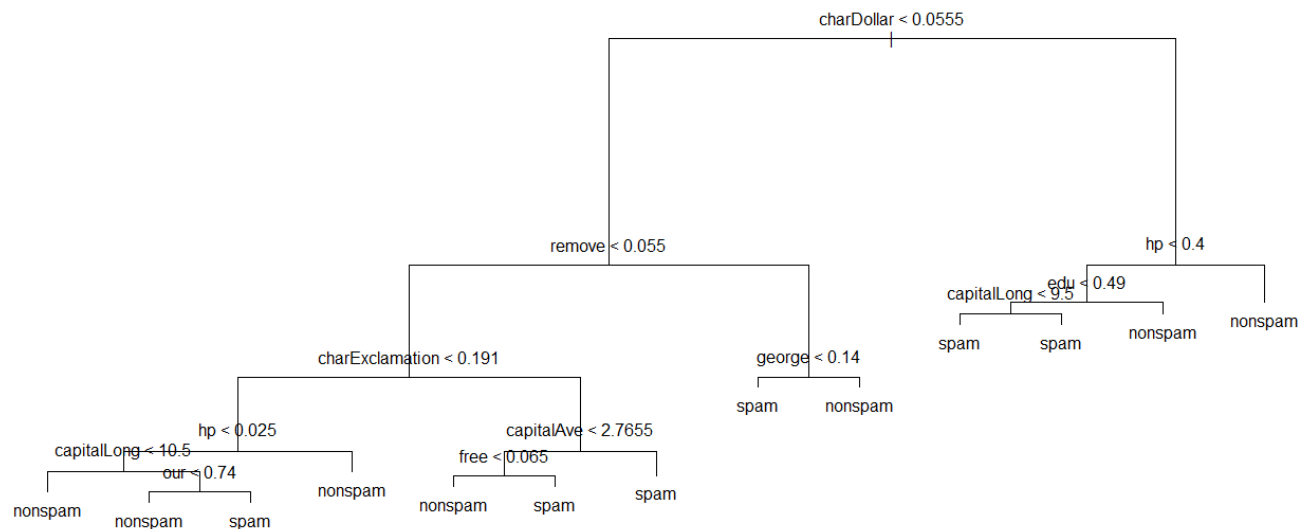 charDollar < 0.0555
remove < 0.055
hp < 0.4
edu < 0.49
capitalLong < 9.5
nonspam
nonspam
spam
spam
charExclamation < 0.191
george < 0.14
spam
nonspam
hp < 0.025
capitalAve < 2.7655
capitalLong < 10.5
free < 0.065
our < 0.74
nonspam
spam
nonspam
spam
nonspam
nonspam
spam